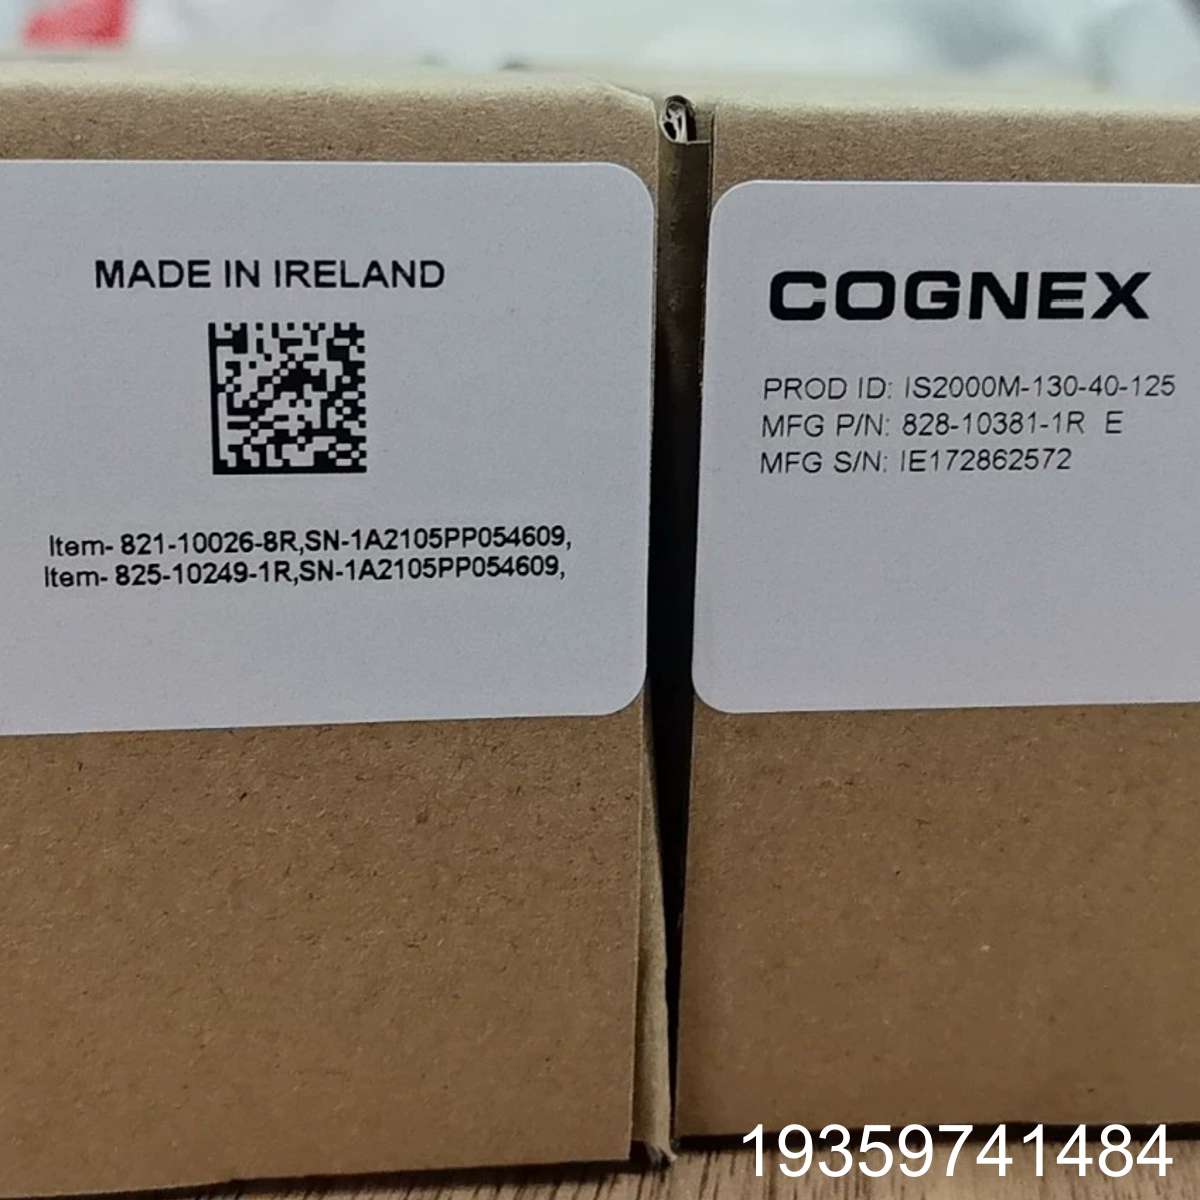 MADE IN IRELAND
Item- 821-10026-8R,SN-1A2105PP054609,
Item- 825-10249-1R,SN-1A2105PP054609,
COGNEX
PROD ID: IS2000M-130-40-125
MFG P/N: 828-10381-1R E
MFG S/N: IE172862572
19359741484